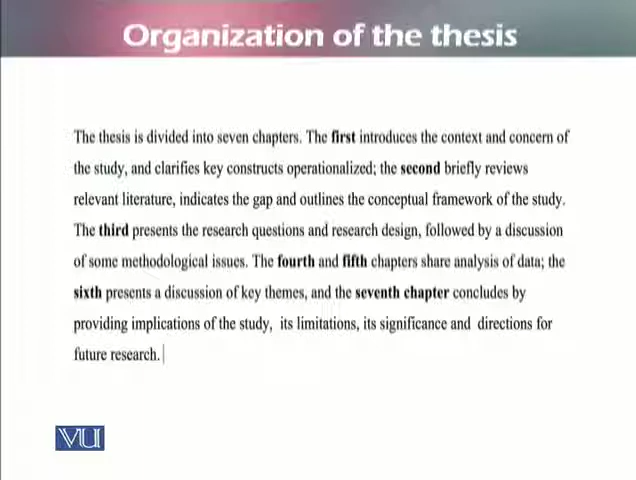 Organization of the thesis
The thesis is divided into seven chapters. The first introduces the context and concern of
the study, and clarifies key constructs operationalized; the second briefly reviews
relevant literature, indicates the gap and outlines the conceptual framework of the study.
The third presents the research questions and research design, followed by a discussion
of some methodological issues. The fourth and fifth chapters share analysis of data; the
sixth presents a discussion of key themes, and the seventh chapter concludes by
providing implications of the study, its limitations, its significance and directions for
future research.
VU